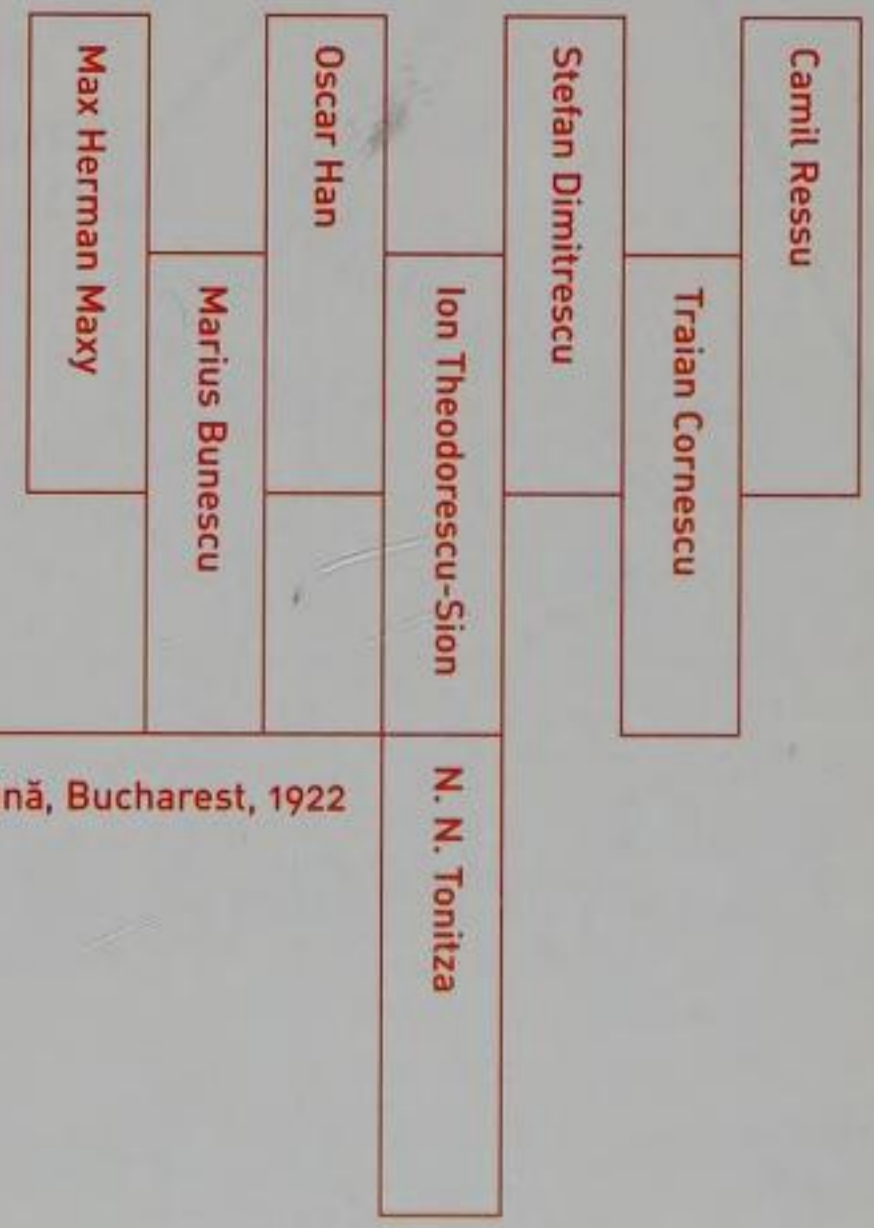 Camil Ressu
Traian Cornescu
Stefan Dimitrescu
Ion Theodorescu-Sion
N. N. Tonitza
Oscar Han
Marius Bunescu
Max Herman Maxy
nă, Bucharest, 1922